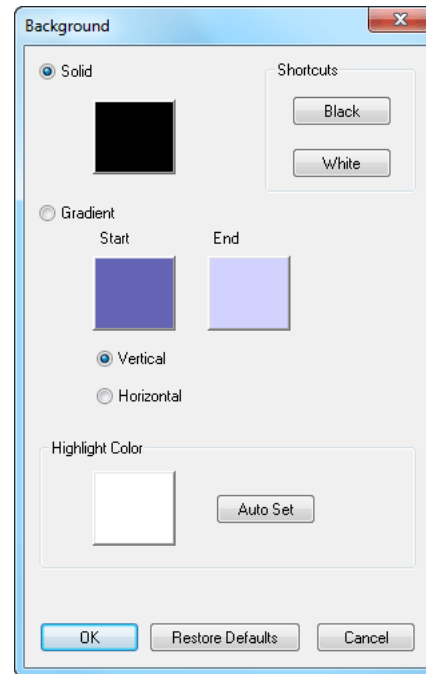 Background
Solid
Shortcuts
Black
White
Gradient
Start
End
Vertical
Horizontal
Highlight Color
Auto Set
OK
Restore Defaults
Cancel